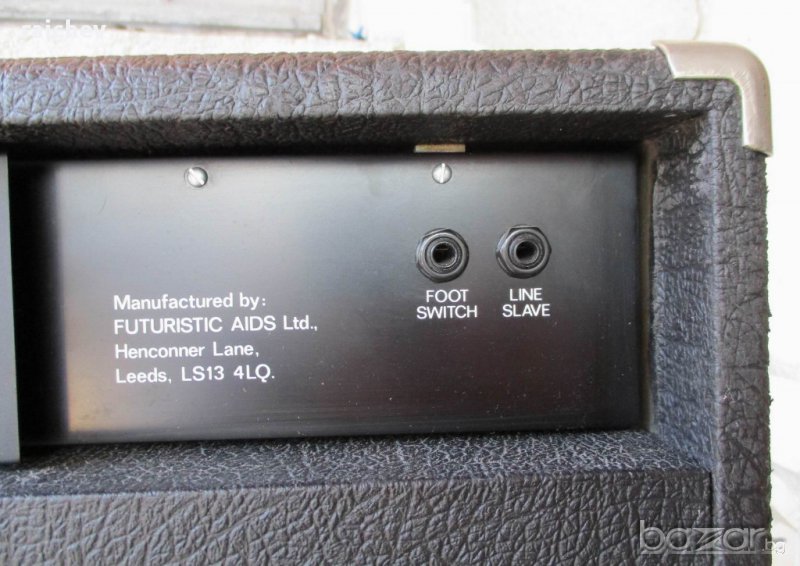 Manufactured by:
FUTURISTIC AIDS Ltd.,
Henconner Lane,
Leeds, LS13 4LQ.
FOOT
SWITCH
LINE
SLAVE
bazar.bg